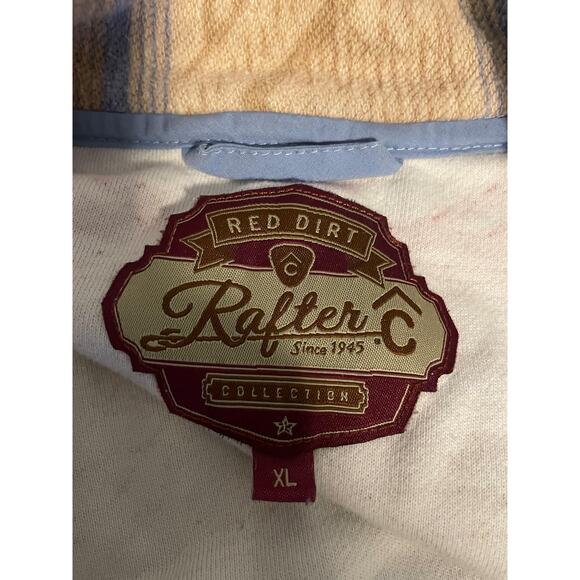 RED DIRT
C
Rafter C
Since 1945
COLLECTION
XL